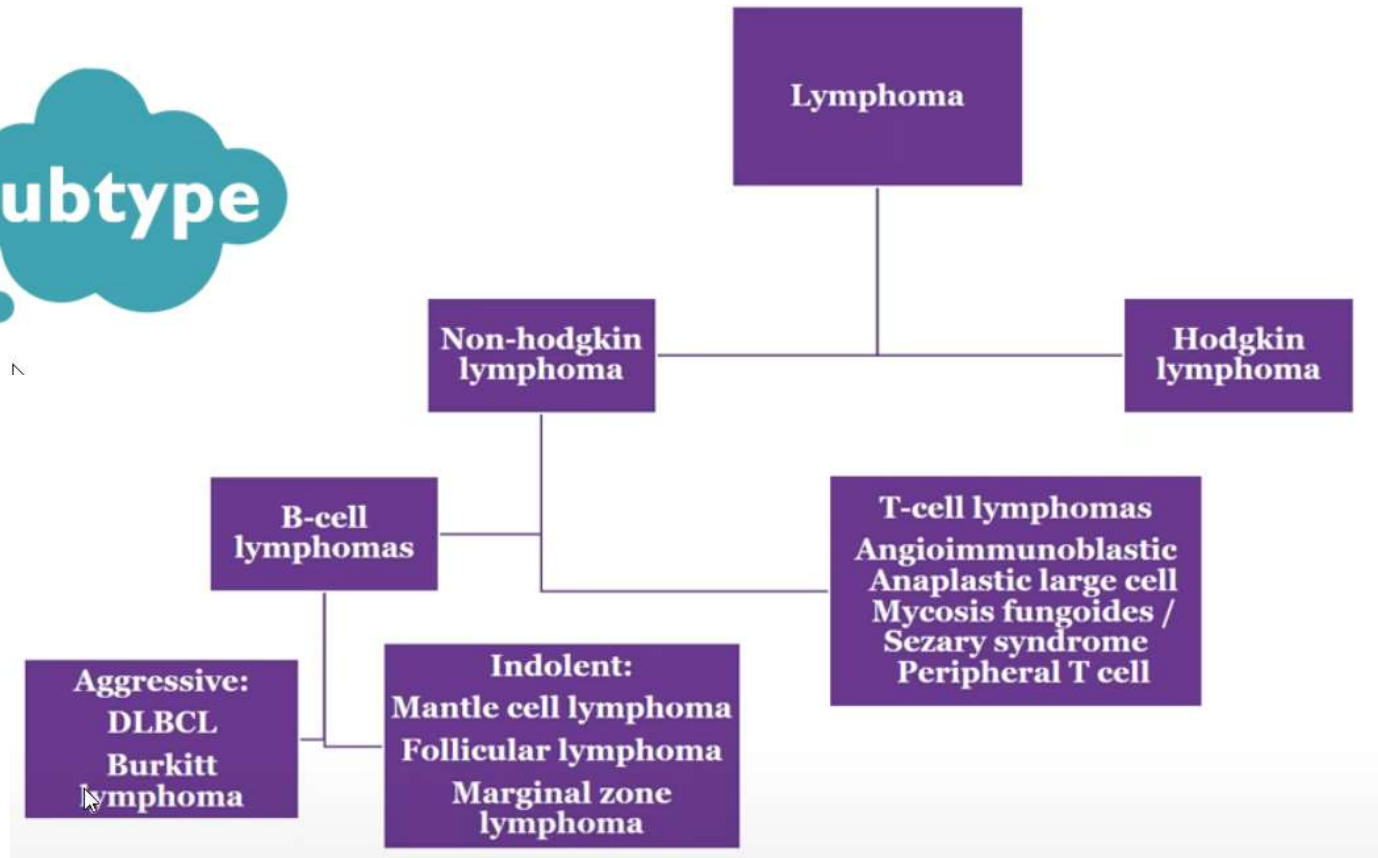 ubtype
Lymphoma
Non-hodgkin
lymphoma
Hodgkin
lymphoma
B-cell
lymphomas
T-cell lymphomas
Angioimmunoblastic
Anaplastic large cell
Mycosis fungoides /
Sezary syndrome
Peripheral T cell
Aggressive:
DLBCL
Burkitt
lymphoma
Indolent:
Mantle cell lymphoma
Follicular lymphoma
Marginal zone
lymphoma